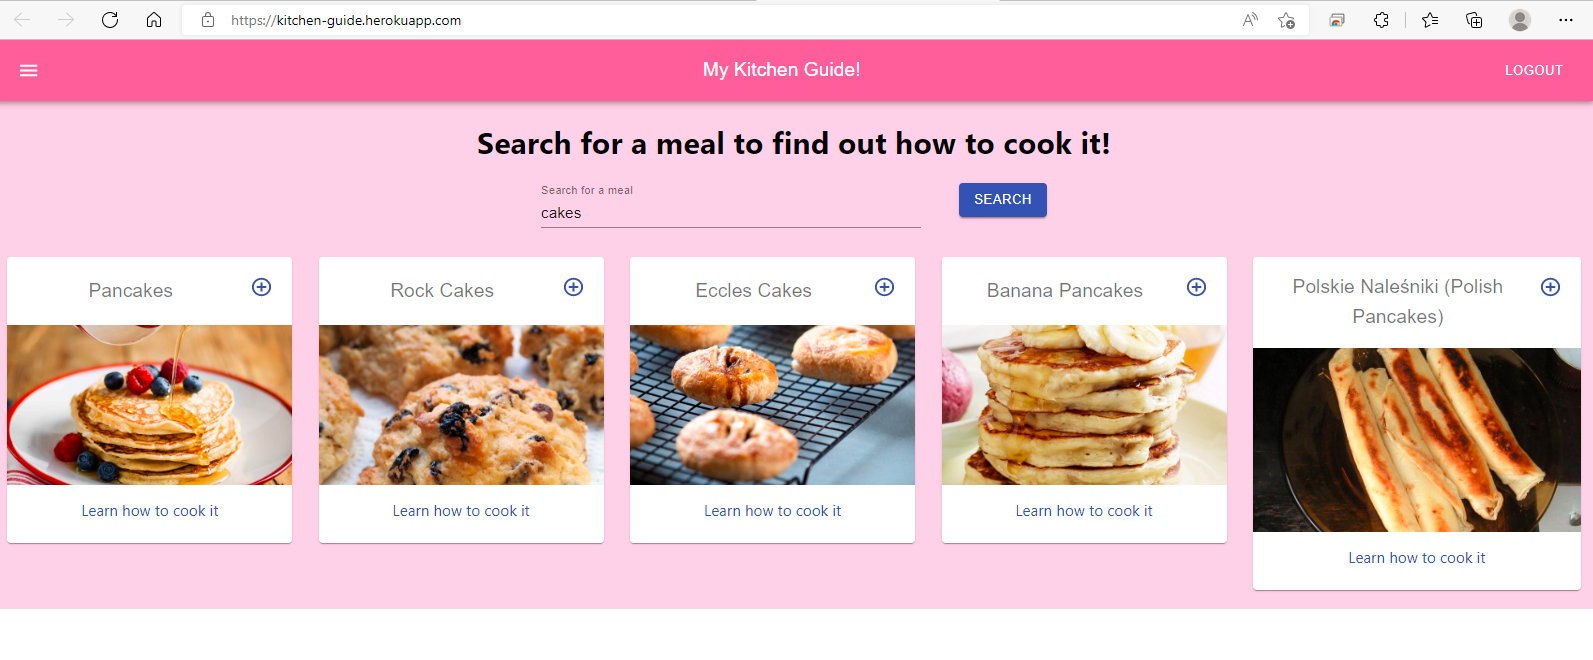 https://kitchen-guide.herokuapp.com
My Kitchen Guide!
LOGOUT
Search for a meal to find out how to cook it!
Search for a meal
cakes
SEARCH
Pancakes
Rock Cakes
Eccles Cakes
Banana Pancakes
Polskie Naleśniki (Polish
Pancakes)
Learn how to cook it
Learn how to cook it
Learn how to cook it
Learn how to cook it
Learn how to cook it